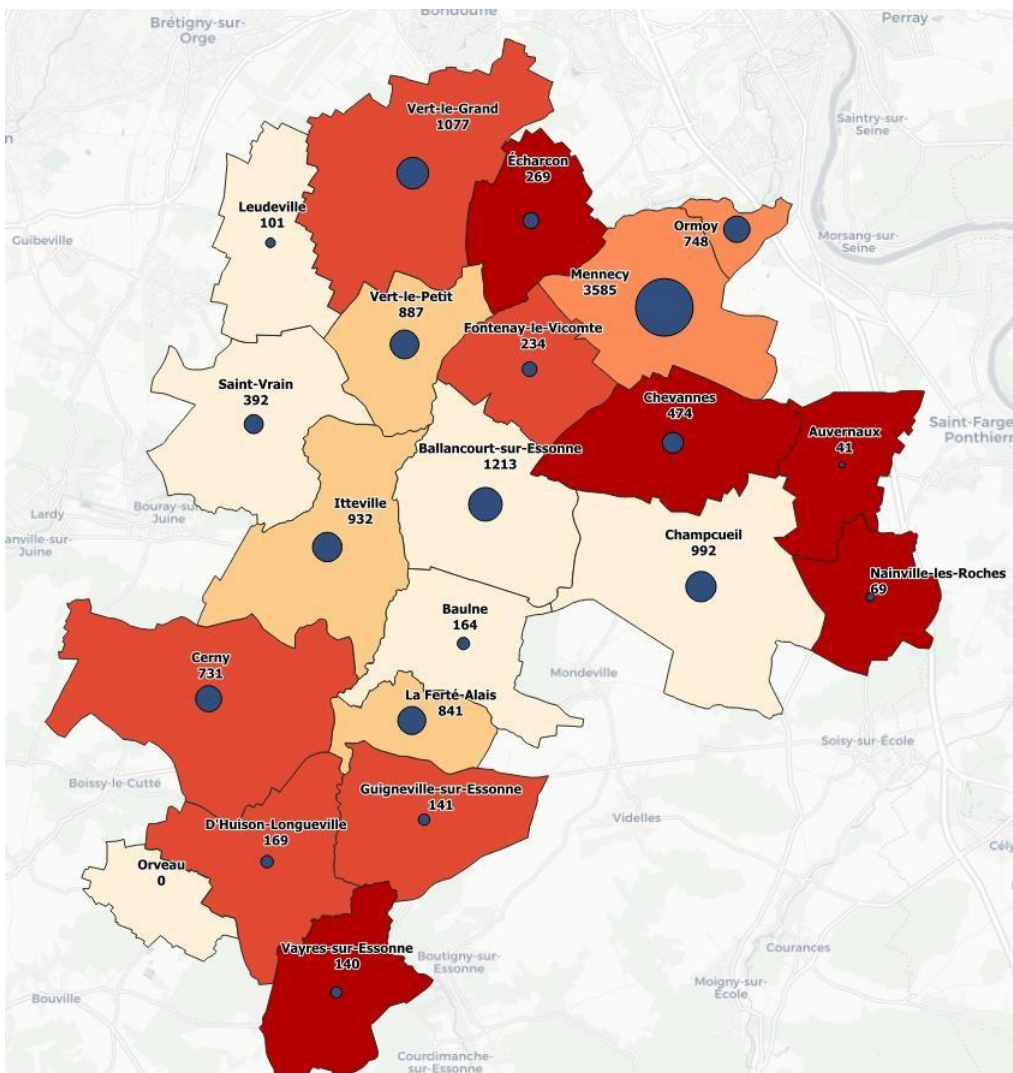 Brétigny-sur-
Orge
Bondoufle
Perray
Vert-le-Grand
1077
Saintry-sur-
Seine
Écharcon
269
Leudeville
101
Guibeville
Ormoy
748
Morsang-sur-
Seine
Mennecy
3585
Vert-le-Petit
887
Fontenay-le-Vicomte
234
Saint-Vrain
392
Chevannes
474
Auvernaux
41
Saint-Farge
Ponthierr
Ballancourt-sur-Essonne
1213
Itteville
932
Bouray-sur-
Juine
Lardy
anville-sur-
Juine
Champcueil
992
Nainville-les-Roches
69
Baulne
164
Cerny
731
Mondeville
La Ferté-Alais
841
Soisy-sur-École
Boissy-le-Cutté
Guigneville-sur-Essonne
141
D'Huison-Longueville
169
Videlles
Cély
Orveau
0
Vayres-sur-Essonne
140
Boutigny-sur-
Essonne
Courances
Moigny-sur-
École
Bouville
Courdimanche-
sur-Essonne